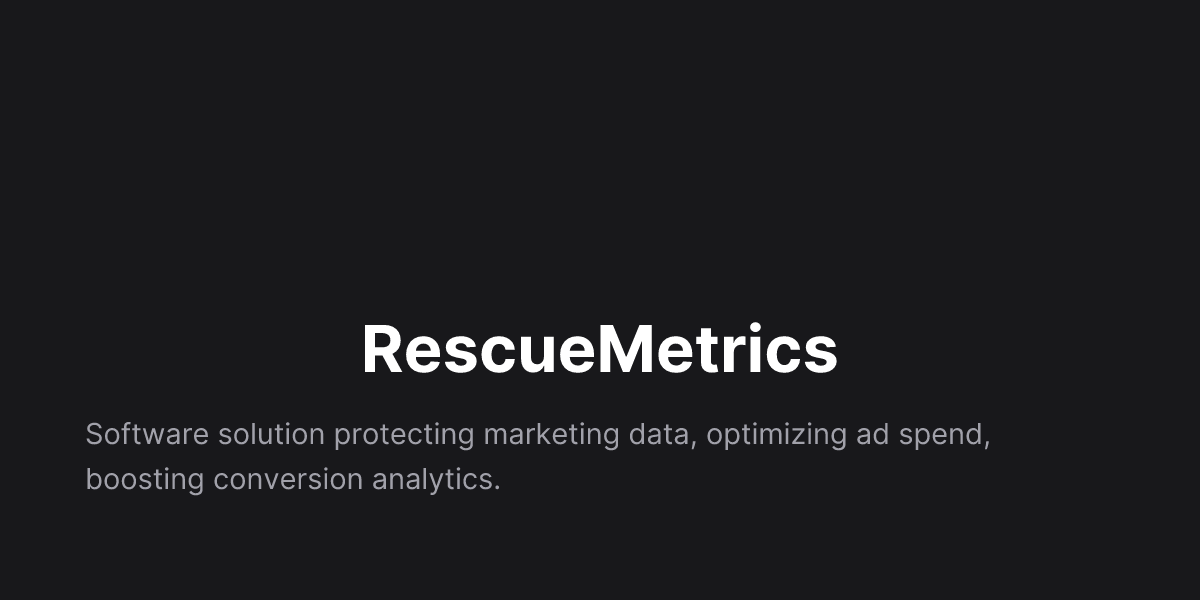 RescueMetrics
Software solution protecting marketing data, optimizing ad spend,
boosting conversion analytics.